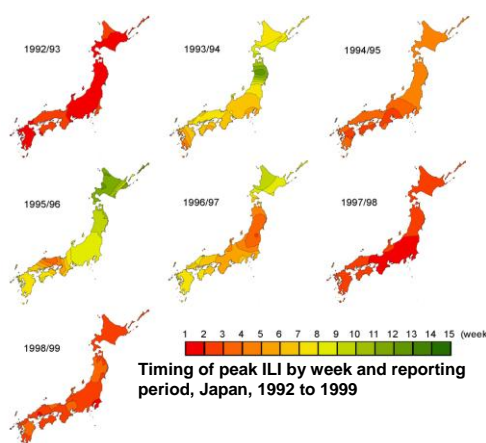 1992/93
1993/94
1994/95
1995/96
1996/97
1997/98
1998/99
1 2 3 4 5 6 7 8 9 10 11 12 13 14 15 (week
Timing of peak ILI by week and reporting
period, Japan, 1992 to 1999